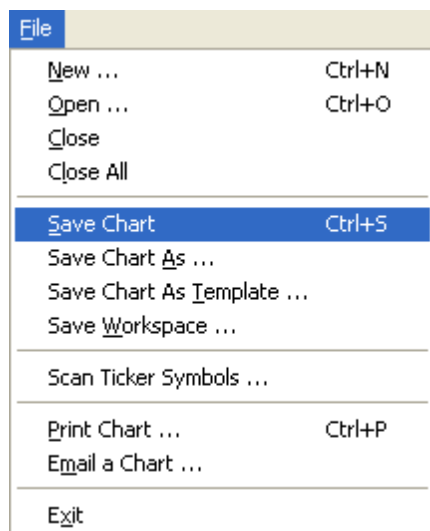 File
New ... Ctrl+N
Open ... Ctrl+O
Close
Close All
Save Chart Ctrl+S
Save Chart As ...
Save Chart As Template ...
Save Workspace ...
Scan Ticker Symbols ...
Print Chart ... Ctrl+P
Email a Chart ...
Exit